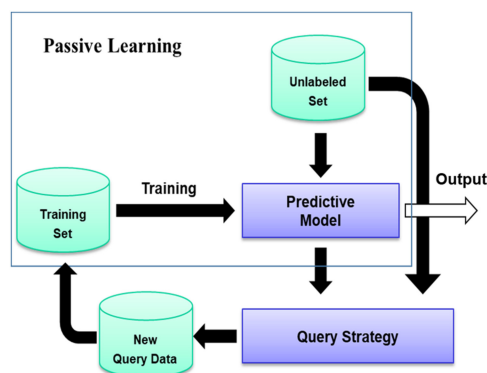 Passive Learning
Unlabeled
Set
Output
Training
Training
Set
Predictive
Model
New
Query Data
Query Strategy